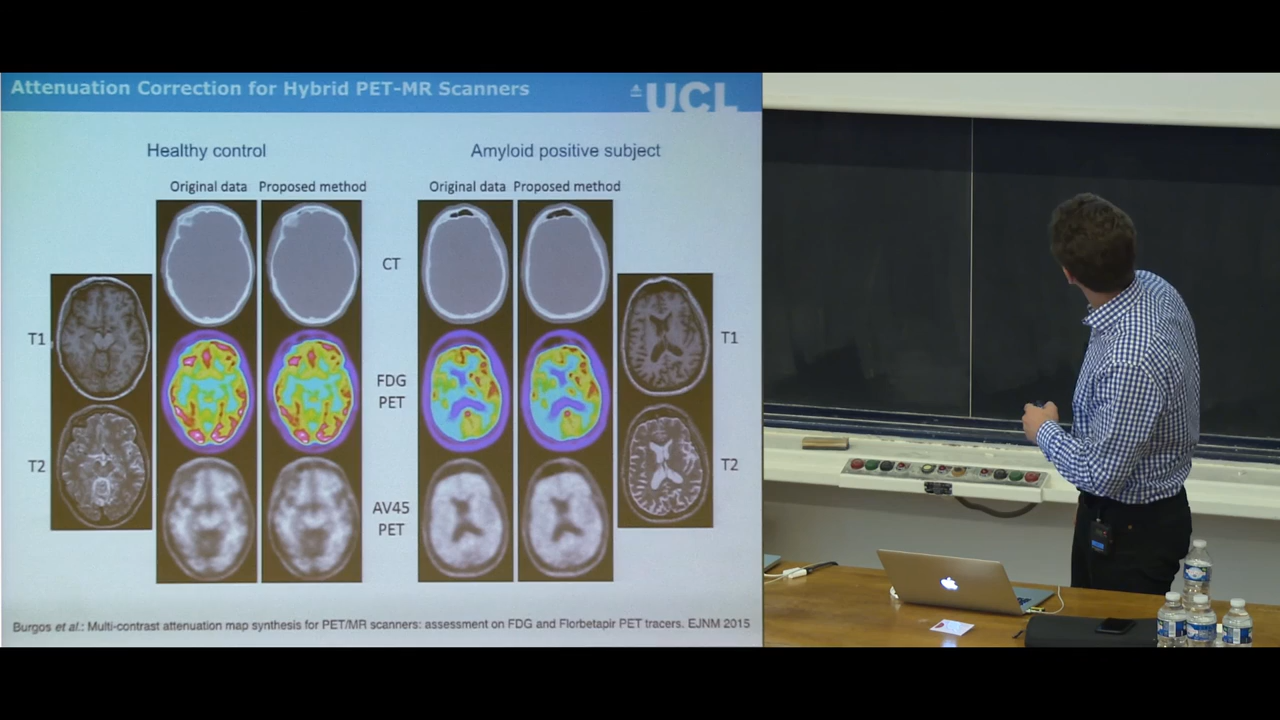 Attenuation Correction for Hybrid PET-MR Scanners
UCL
Healthy control
Amyloid positive subject
Original data
Proposed method
Original data
Proposed method
CT
T1
T1
FDG
PET
T2
T2
AV45
PET
Burgos et al.: Multi-contrast attenuation map synthesis for PET/MR scanners: assessment on FDG and Florbetapir PET tracers. EJNM 2015